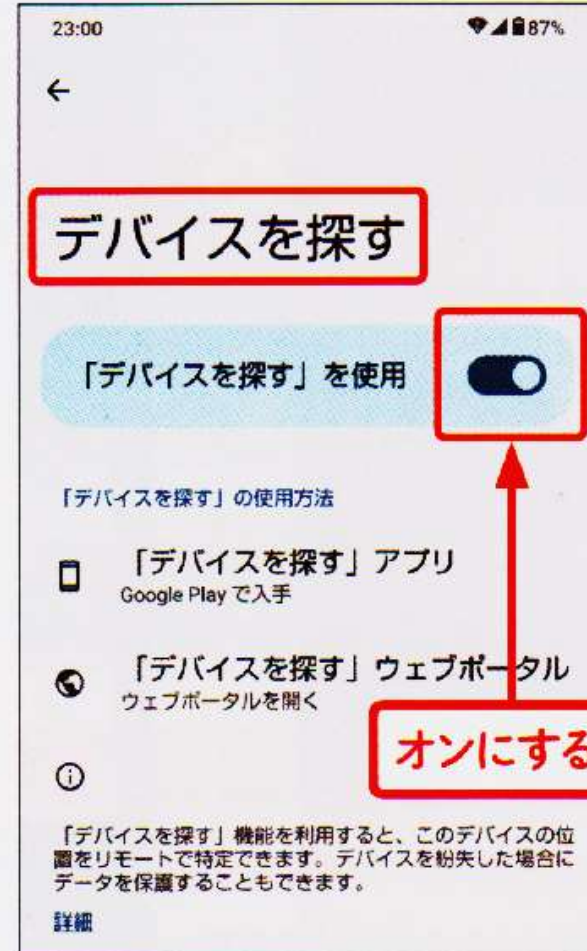 23:00
87%
デバイスを探す
「デバイスを探す」を使用
「デバイスを探す」の使用方法
「デバイスを探す」アプリ
Google Play で入手
「デバイスを探す」ウェブポータル
ウェブポータルを開く
オンにする
「デバイスを探す」機能を利用すると、このデバイスの位
置をリモートで特定できます。デバイスを紛失した場合に
データを保護することもできます。
詳細